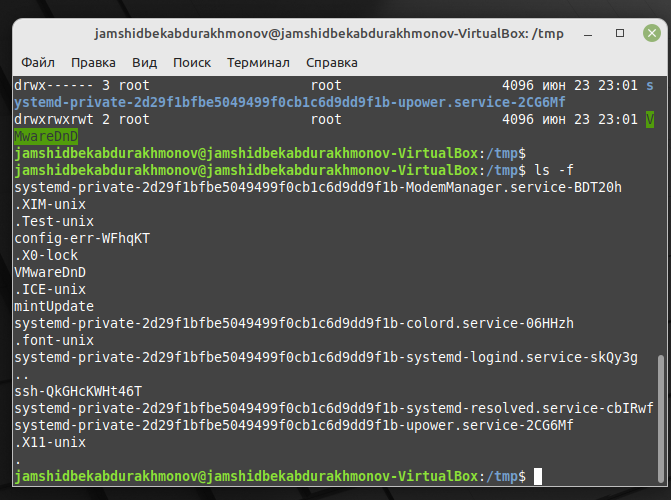 jamshidbekabdurakhmonov@jamshidbekabdurakhmonov-VirtualBox: /tmp
Файл Правка Вид Поиск Терминал Справка
drwx------ 3 root root 4096 июн 23 23:01 s
ystemd-private-2d29f1bfbe5049499f0cb1c6d9dd9f1b-upower.service-2CG6Mf
drwxrwxrwt 2 root root 4096 июн 23 23:01 V
MwareDnD
jamshidbekabdurakhmonov@jamshidbekabdurakhmonov-VirtualBox:/tmp$
jamshidbekabdurakhmonov@jamshidbekabdurakhmonov-VirtualBox:/tmp$ ls -f
systemd-private-2d29f1bfbe5049499f0cb1c6d9dd9f1b-ModemManager.service-BDT20h
.XIM-unix
.Test-unix
config-err-WFhqKT
.X0-lock
VMwareDnD
.ICE-unix
mintUpdate
systemd-private-2d29f1bfbe5049499f0cb1c6d9dd9f1b-colord.service-06HHzh
.font-unix
systemd-private-2d29f1bfbe5049499f0cb1c6d9dd9f1b-systemd-logind.service-skQy3g
..
ssh-QkGHcKWHt46T
systemd-private-2d29f1bfbe5049499f0cb1c6d9dd9f1b-systemd-resolved.service-cbIRwf
systemd-private-2d29f1bfbe5049499f0cb1c6d9dd9f1b-upower.service-2CG6Mf
.X11-unix
.
jamshidbekabdurakhmonov@jamshidbekabdurakhmonov-VirtualBox:/tmp$